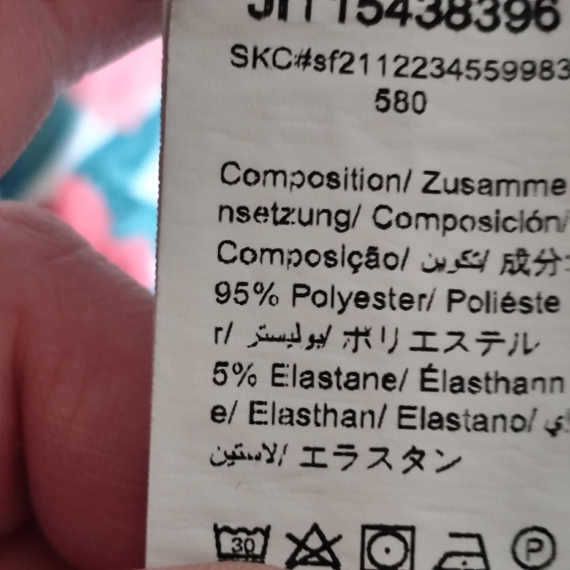 15438396
SKC#sf2112234559983
580
Composition/ Zusamme
nsetzung/ Composición/
Composição/ تكوين/ 成分:
95% Polyester/ Poliéste
r/ بوليستر/ ポリエステル
5% Elastane/ Élasthann
e/ Elasthan/ Elastano/
الاستين/ エラスタン
30
P